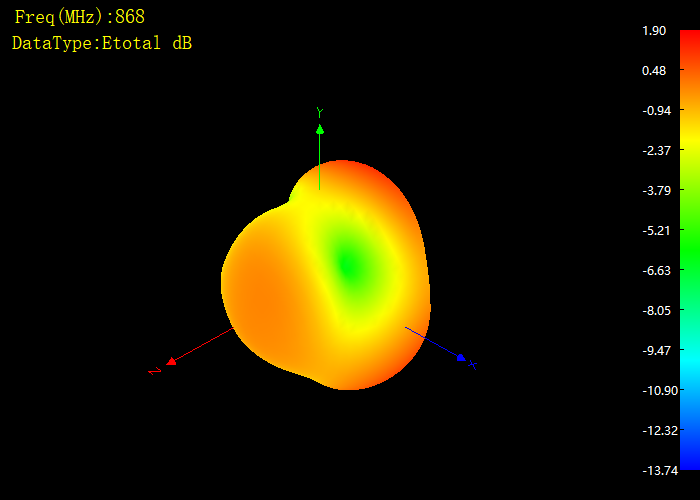 Freq(MHz):868
DataType:Etotal dB
1.90
0.48
-0.94
-2.37
-3.79
-5.21
-6.63
-8.05
-9.47
-10.90
-12.32
-13.74
Y
Z
X